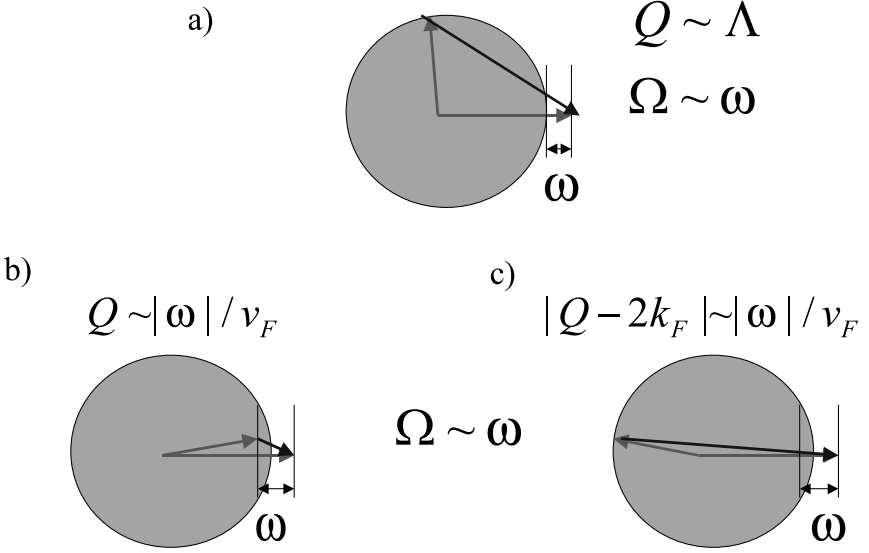 a)
Q ~ Λ
Ω ~ ω
ω
b)
c)
Q ~| ω | / v_F
| Q − 2k_F |~| ω | / v_F
Ω ~ ω
ω
ω